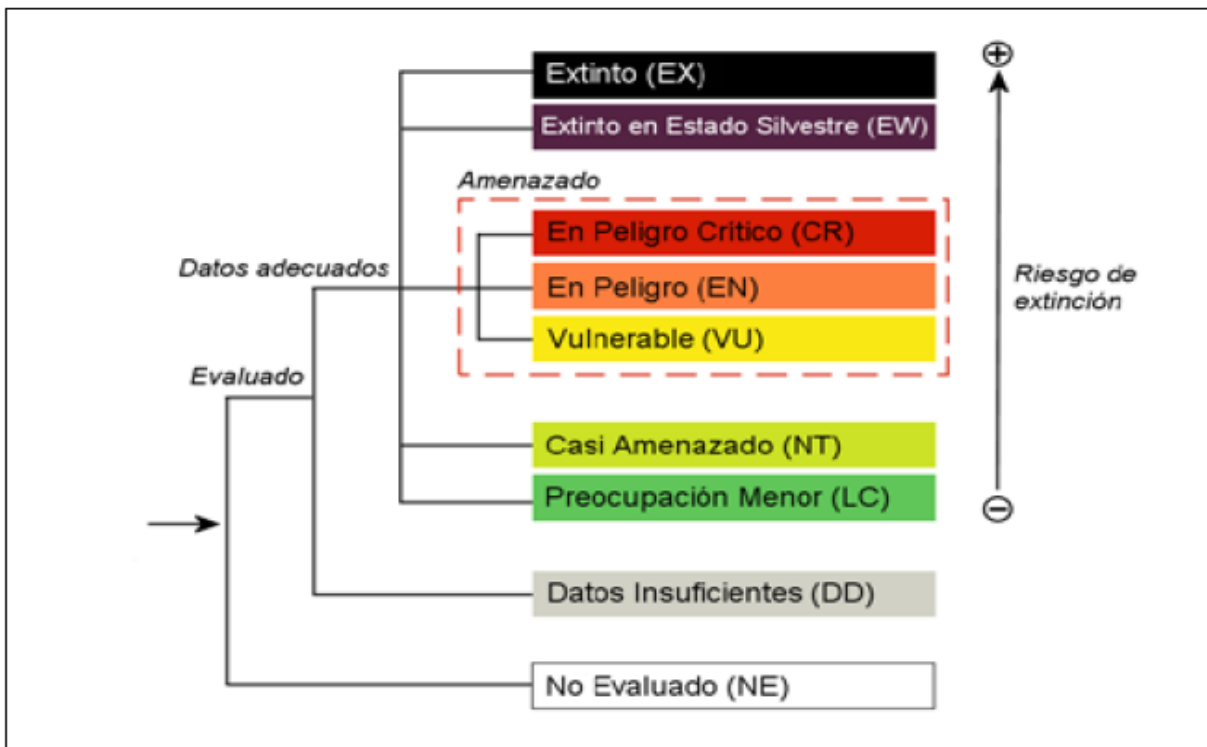 Extinto (EX)
Extinto en Estado Silvestre (EW)
Amenazado
En Peligro Crítico (CR)
Datos adecuados
En Peligro (EN)
Riesgo de
extinción
Vulnerable (VU)
Evaluado
Casi Amenazado (NT)
Preocupación Menor (LC)
Datos Insuficientes (DD)
No Evaluado (NE)